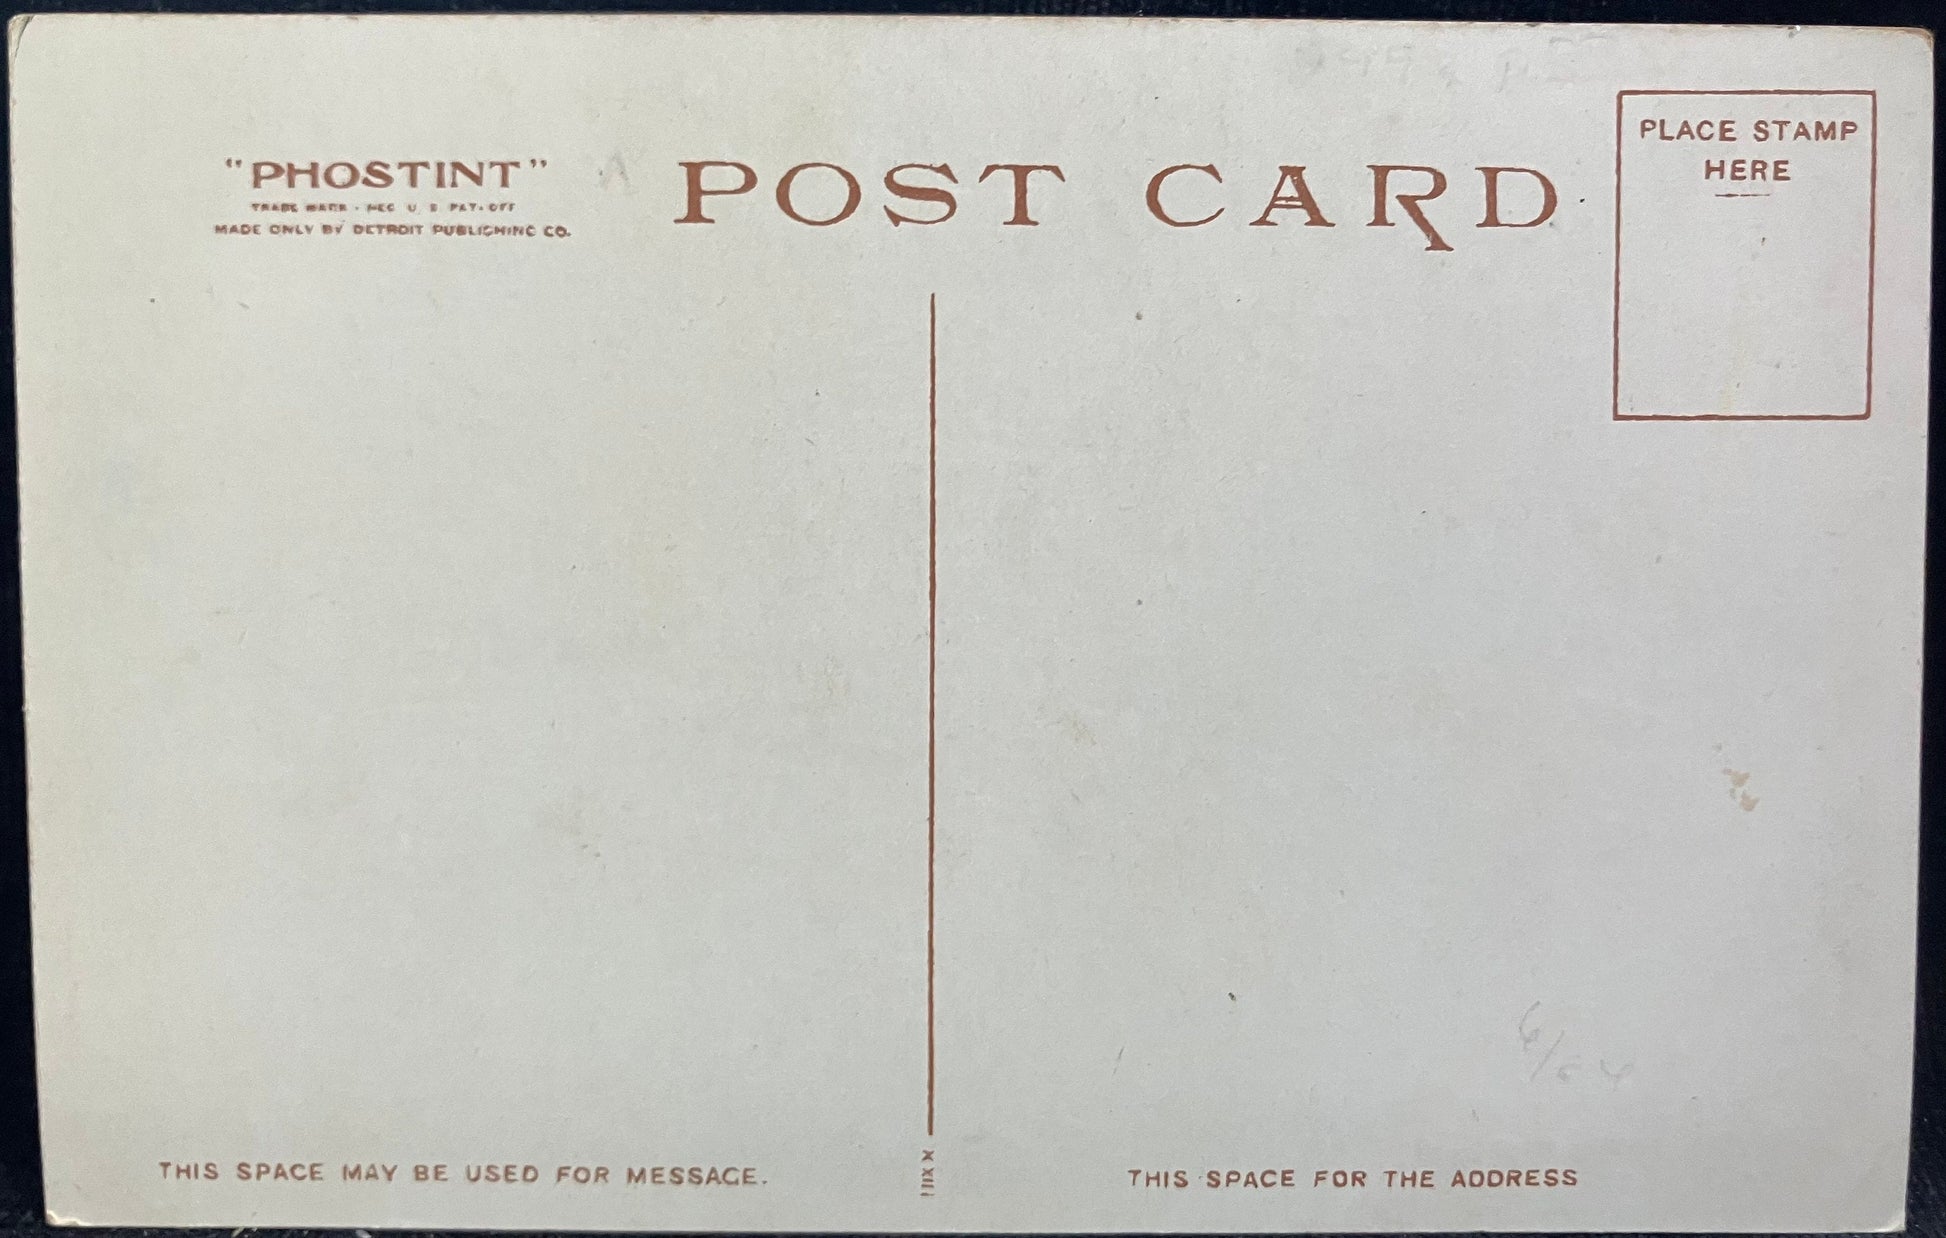 "PHOSTINT"
TRADE MARK · REG U. S PAT. OFF
MADE ONLY BY DETROIT PUBLISHING CO.
POST CARD
PLACE STAMP
HERE
THIS SPACE MAY BE USED FOR MESSAGE.
THIS SPACE FOR THE ADDRESS